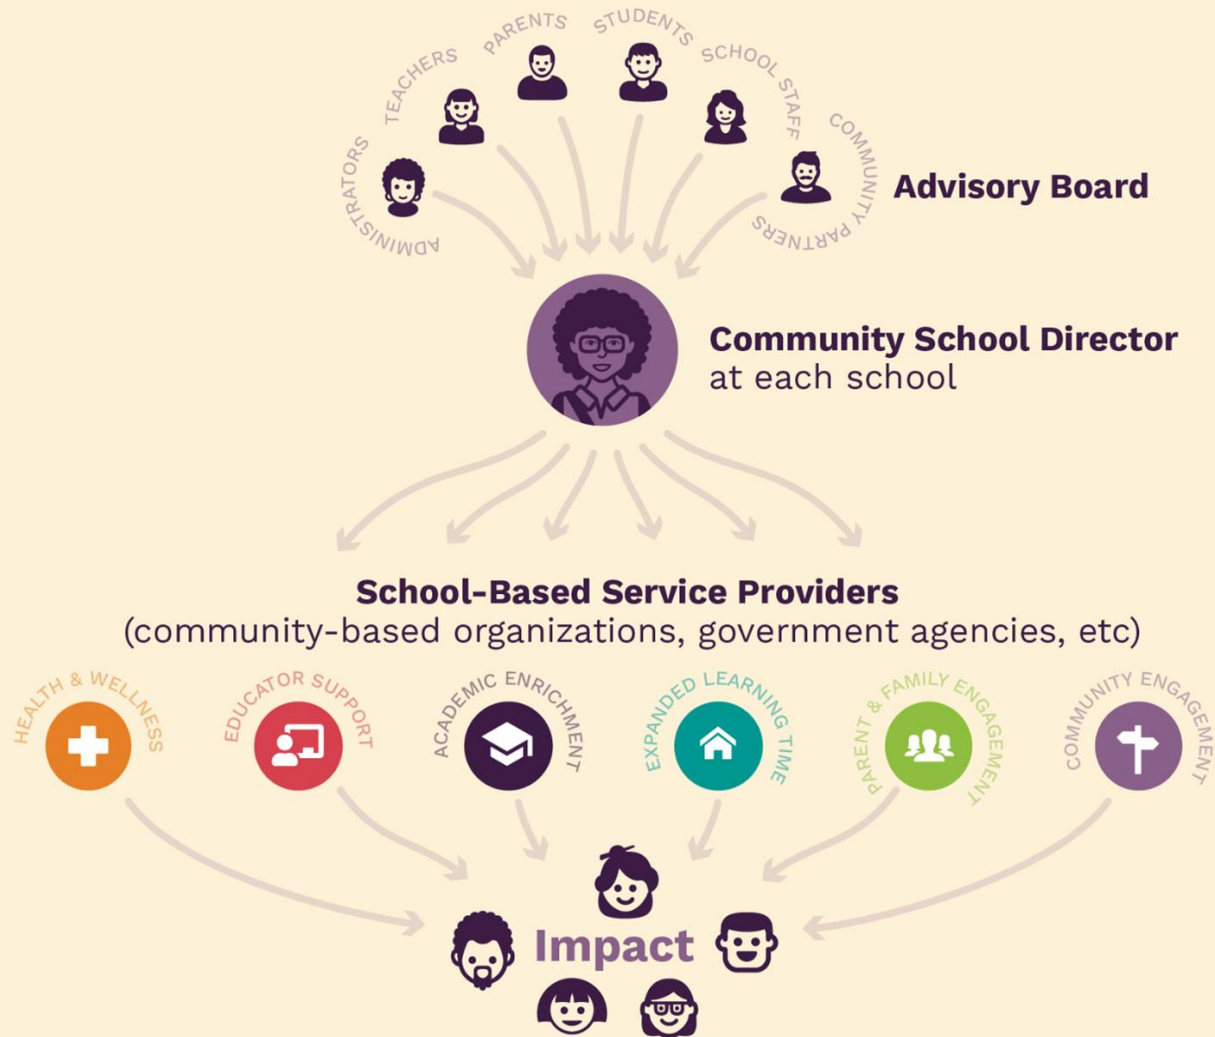 ADMINISTRATORS
TEACHERS
PARENTS
STUDENTS
SCHOOL STAFF
COMMUNITY PARTNERS
Advisory Board
Community School Director
at each school
School-Based Service Providers
(community-based organizations, government agencies, etc)
HEALTH & WELLNESS
EDUCATOR SUPPORT
ACADEMIC ENRICHMENT
EXPANDED LEARNING TIME
PARENT & FAMILY ENGAGEMENT
COMMUNITY ENGAGEMENT
Impact